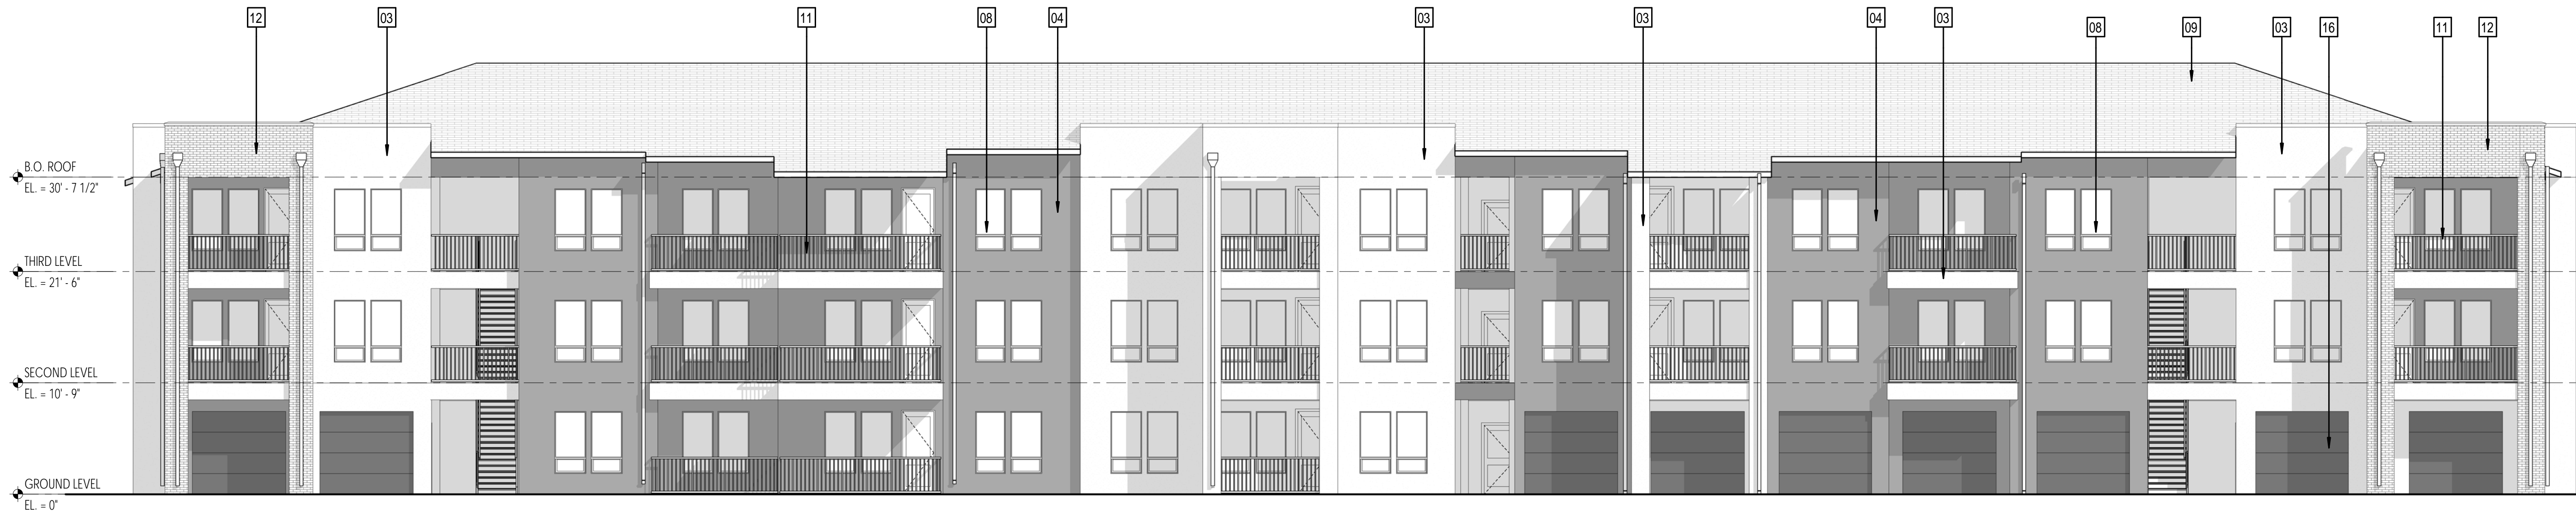 12
03
11
08
04
03
03
04
03
08
09
03
16
11
12
B.O. ROOF
EL. = 30' - 7 1/2"
THIRD LEVEL
EL. = 21' - 6"
SECOND LEVEL
EL. = 10' - 9"
GROUND LEVEL
EL. = 0"